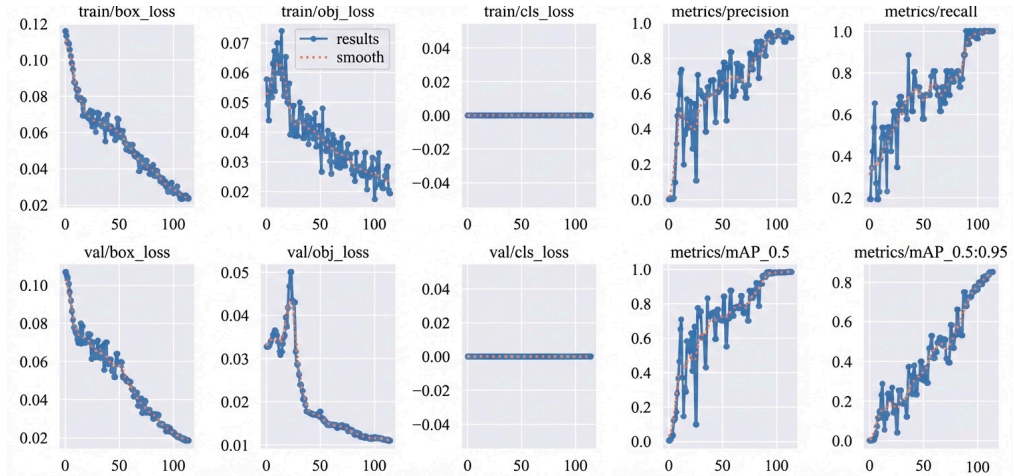 train/box_loss
train/obj_loss
train/cls_loss
metrics/precision
metrics/recall
0.12
0.10
0.08
0.06
0.04
0.02
0 50 100
0.07
0.06
0.05
0.04
0.03
0.02
results
smooth
0 50 100
0.04
0.02
0.00
−0.02
−0.04
0 50 100
1.0
0.8
0.6
0.4
0.2
0.0
0 50 100
1.0
0.8
0.6
0.4
0.2
0 50 100
val/box_loss
val/obj_loss
val/cls_loss
metrics/mAP_0.5
metrics/mAP_0.5:0.95
0.10
0.08
0.06
0.04
0.02
0 50 100
0.05
0.04
0.03
0.02
0.01
0 50 100
0.04
0.02
0.00
−0.02
−0.04
0 50 100
1.0
0.8
0.6
0.4
0.2
0.0
0 50 100
0.8
0.6
0.4
0.2
0.0
0 50 100